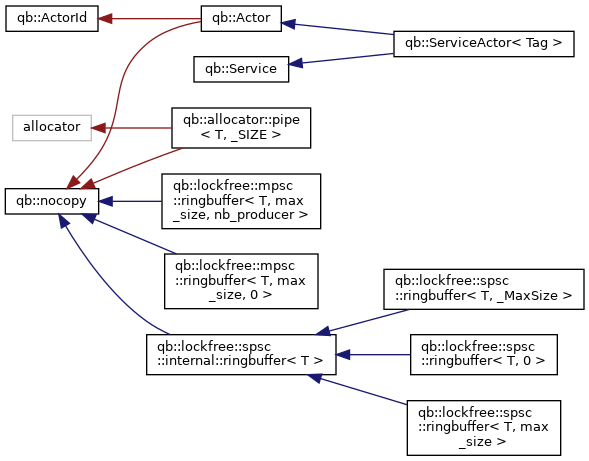 qb::ActorId
qb::Actor
qb::ServiceActor< Tag >
qb::Service
allocator
qb::allocator::pipe
< T, _SIZE >
qb::nocopy
qb::lockfree::mpsc
::ringbuffer< T, max
_size, nb_producer >
qb::lockfree::mpsc
::ringbuffer< T, max
_size, 0 >
qb::lockfree::spsc
::ringbuffer< T, _MaxSize >
qb::lockfree::spsc
::internal::ringbuffer< T >
qb::lockfree::spsc
::ringbuffer< T, 0 >
qb::lockfree::spsc
::ringbuffer< T, max
_size >